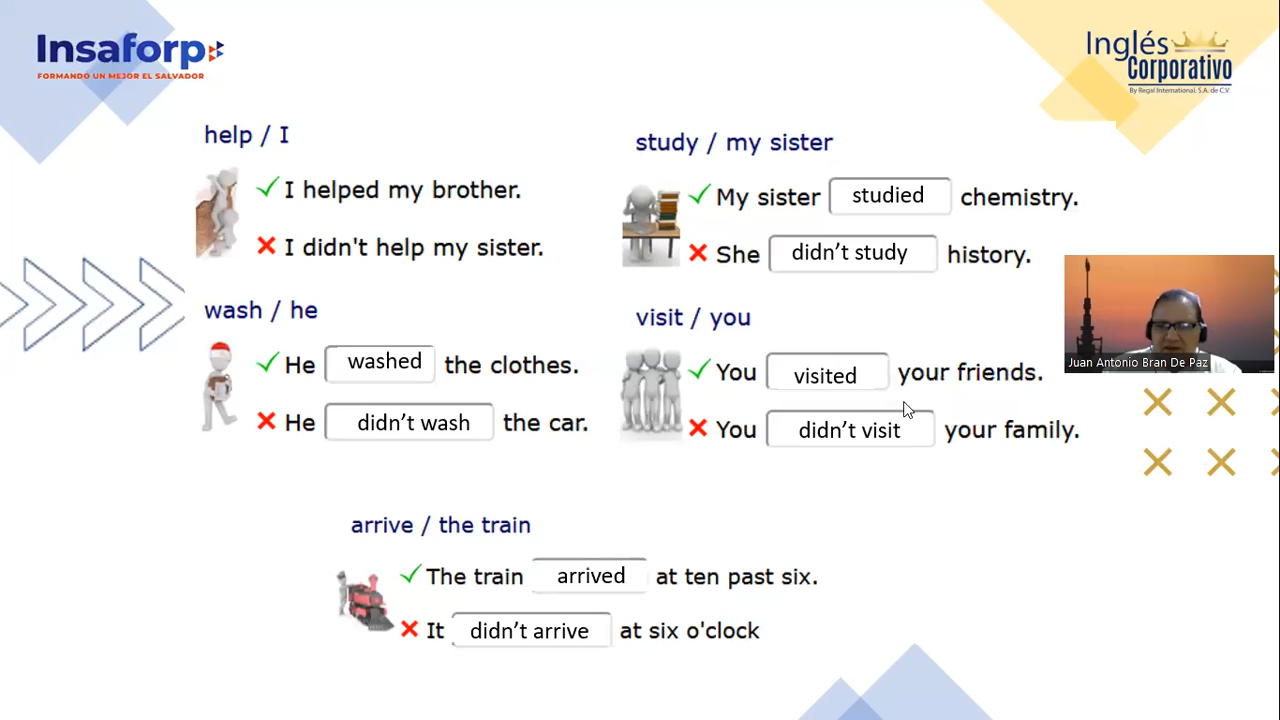 Insaforp
FORMANDO UN MEJOR EL SALVADOR
Inglés
Corporativo
By Regal International, S.A. de C.V.
help / I
I helped my brother.
I didn't help my sister.
study / my sister
My sister studied chemistry.
She didn't study history.
wash / he
He washed the clothes.
He didn't wash the car.
visit / you
You visited your friends.
You didn't visit your family.
Juan Antonio Bran De Paz
arrive / the train
The train arrived at ten past six.
It didn't arrive at six o'clock